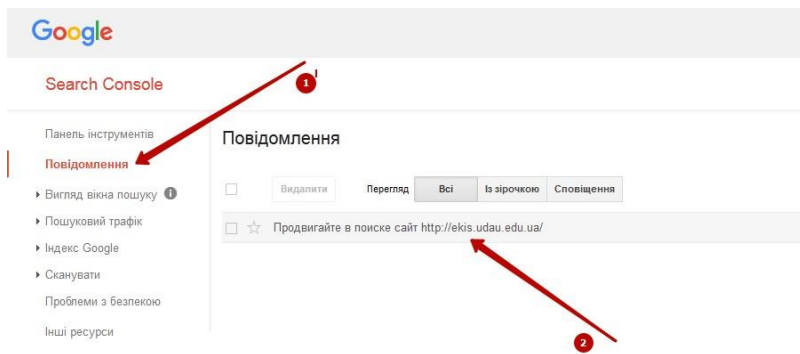 Google
1
Search Console
Панель інструментів
Повідомлення
Вигляд вікна пошуку i
Пошуковий трафік
Індекс Google
Сканувати
Проблеми з безпекою
Інші ресурси
Повідомлення
Видалити Перегляд Всі Із зірочкою Сповіщення
Продвигайте в поиске сайт http://ekis.udau.edu.ua/
2